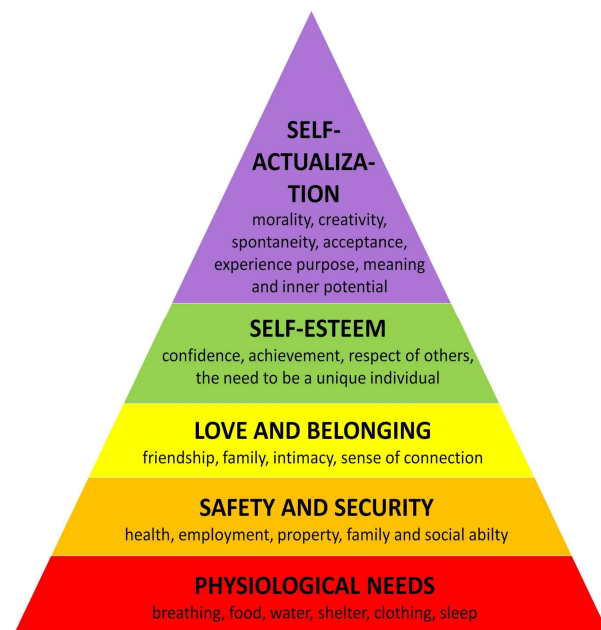 SELF-
ACTUALIZA-
TION
morality, creativity,
spontaneity, acceptance,
experience purpose, meaning
and inner potential
SELF-ESTEEM
confidence, achievement, respect of others,
the need to be a unique individual
LOVE AND BELONGING
friendship, family, intimacy, sense of connection
SAFETY AND SECURITY
health, employment, property, family and social abilty
PHYSIOLOGICAL NEEDS
breathing, food, water, shelter, clothing, sleep